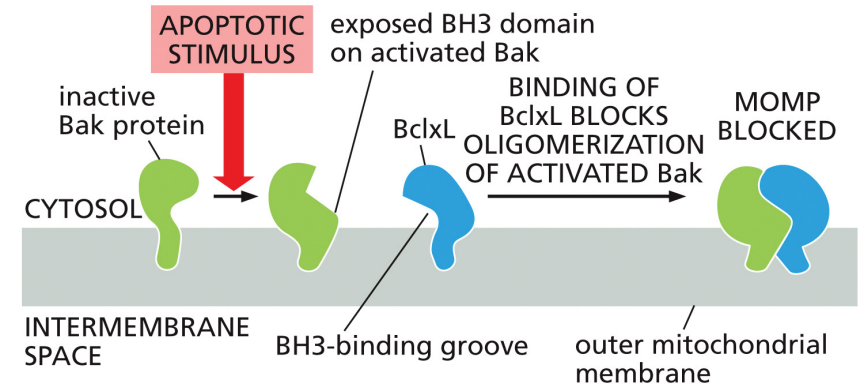 APOPTOTIC
STIMULUS
exposed BH3 domain
on activated Bak
inactive
Bak protein
BclxL
BINDING OF
BclxL BLOCKS
OLIGOMERIZATION
OF ACTIVATED Bak
MOMP
BLOCKED
CYTOSOL
INTERMEMBRANE
SPACE
BH3-binding groove
outer mitochondrial
membrane